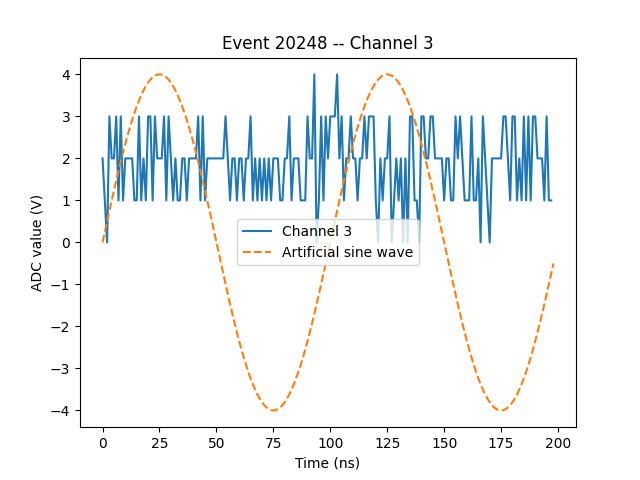 Event 20248 -- Channel 3
ADC value (V)
4
3
2
1
0
−1
−2
−3
−4
Channel 3
Artificial sine wave
0 25 50 75 100 125 150 175 200
Time (ns)